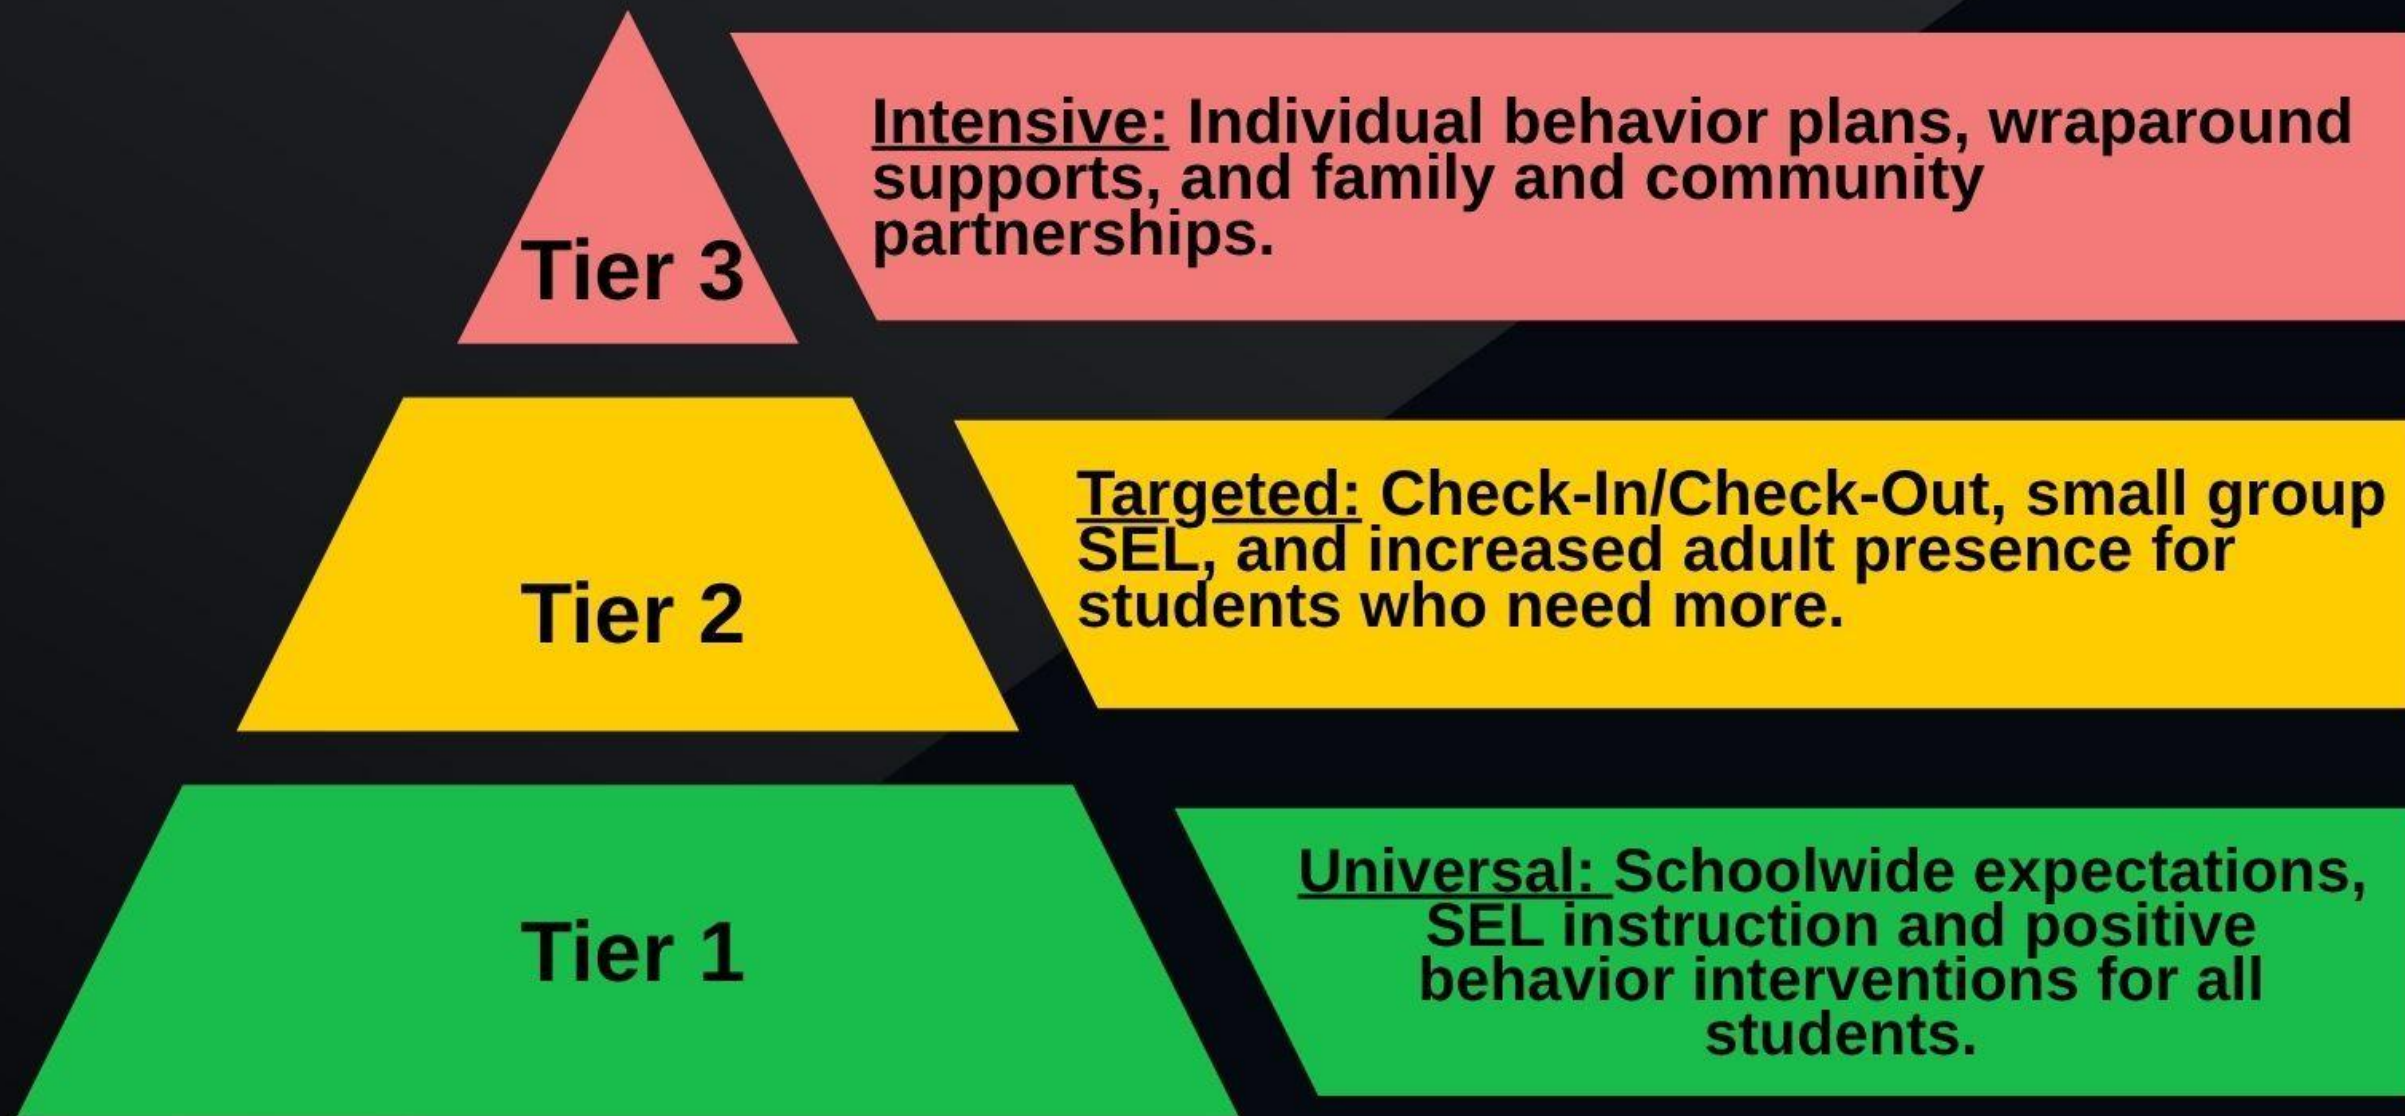 Tier 3
Intensive: Individual behavior plans, wraparound
supports, and family and community
partnerships.
Tier 2
Targeted: Check-In/Check-Out, small group
SEL, and increased adult presence for
students who need more.
Tier 1
Universal: Schoolwide expectations,
SEL instruction and positive
behavior interventions for all
students.